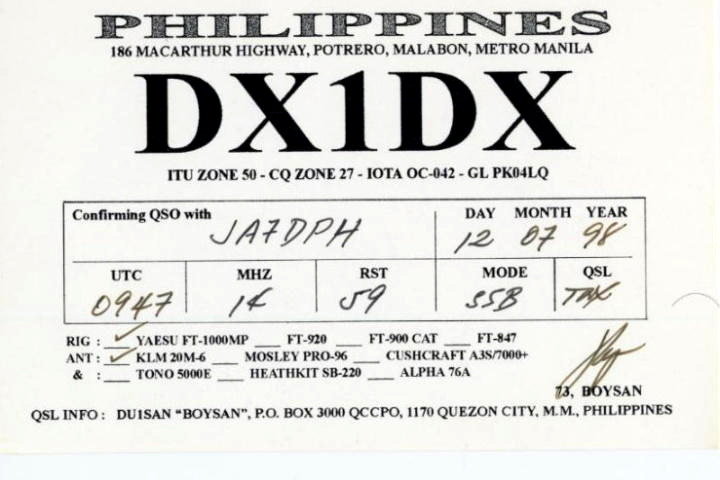 PHILIPPINES
186 MACARTHUR HIGHWAY, POTRERO, MALABON, METRO MANILA
DX1DX
ITU ZONE 50 - CQ ZONE 27 - IOTA OC-042 - GL PK04LQ
Confirming QSO with JA7DPH DAY MONTH YEAR
12 07 98
UTC MHZ RST MODE QSL
0947 14 59 SSB TNX
RIG : ___ YAESU FT-1000MP ___ FT-920 ___ FT-900 CAT ___ FT-847
ANT : ___ KLM 20M-6 ___ MOSLEY PRO-96 ___ CUSHCRAFT A3S/7000+
& : ___ TONO 5000E ___ HEATHKIT SB-220 ___ ALPHA 76A
73, BOYSAN
QSL INFO : DU1SAN "BOYSAN", P.O. BOX 3000 QCCPO, 1170 QUEZON CITY, M.M., PHILIPPINES